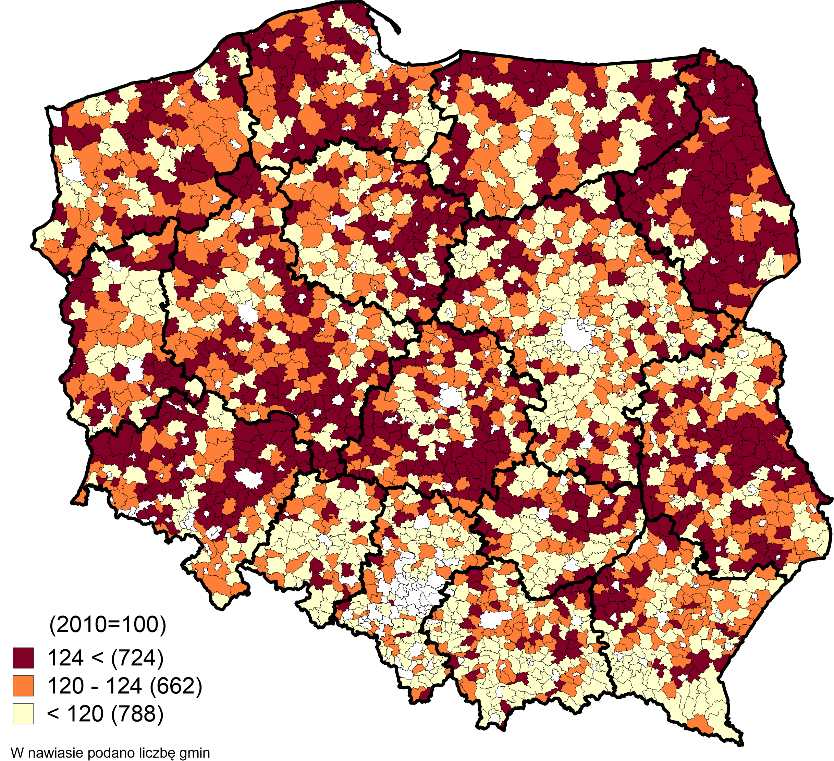 (2010=100)
124 < (724)
120 - 124 (662)
< 120 (788)
W nawiasie podano liczbę gmin